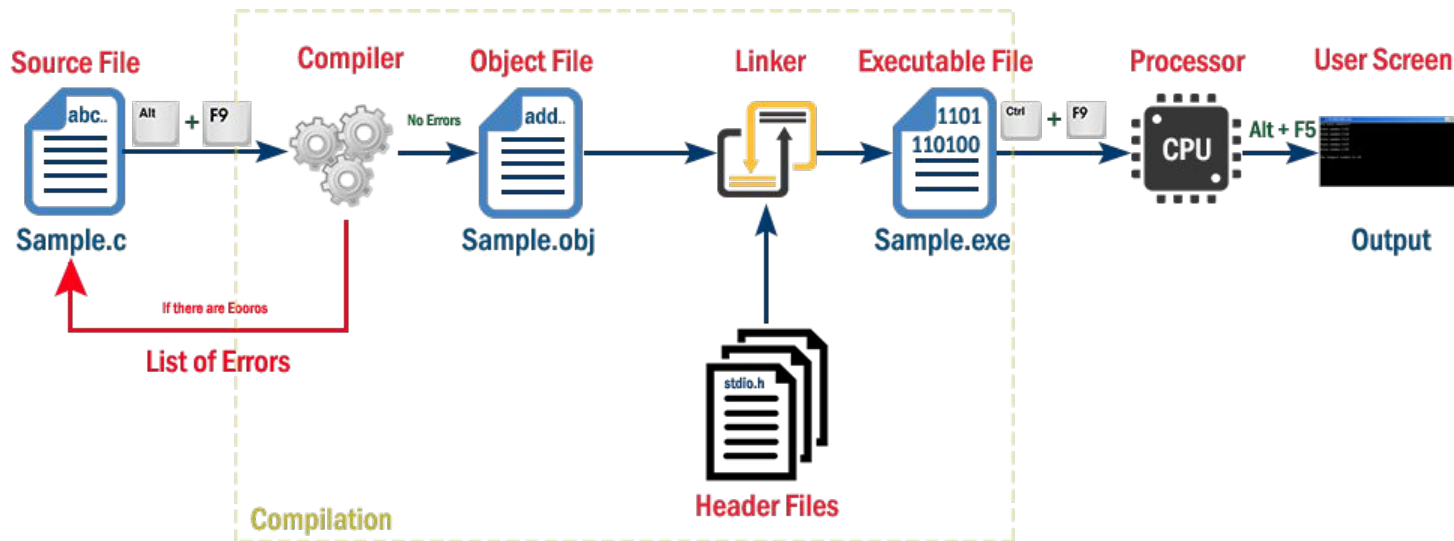 Source File
Compiler
Object File
Linker
Executable File
Processor
User Screen
abc..
Alt + F9
No Errors
add..
1101
110100
Ctrl + F9
CPU
Alt + F5
Sample.c
Sample.obj
Sample.exe
Output
If there are Eooros
List of Errors
stdio.h
Header Files
Compilation